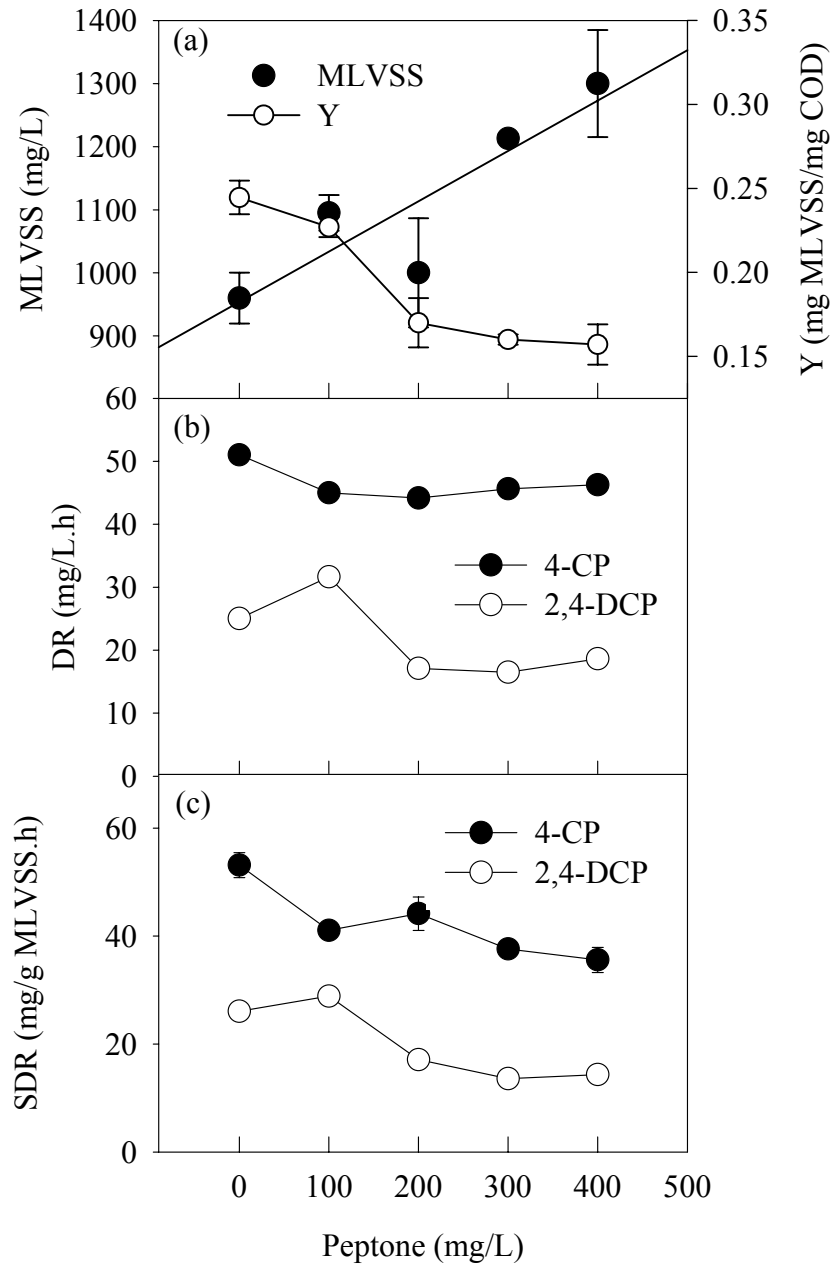 (a)
MLVSS
Y
1400
1300
1200
1100
1000
900
MLVSS (mg/L)
0.35
0.30
0.25
0.20
0.15
Y (mg MLVSS/mg COD)
(b)
4-CP
2,4-DCP
60
50
40
30
20
10
0
DR (mg/L.h)
(c)
4-CP
2,4-DCP
60
40
20
0
SDR (mg/g MLVSS.h)
0 100 200 300 400 500
Peptone (mg/L)